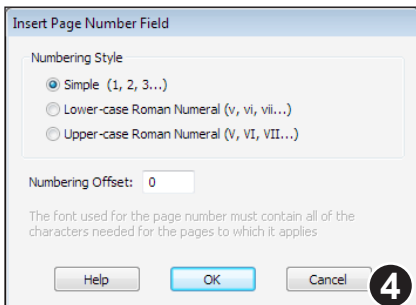 Insert Page Number Field
Numbering Style
Simple (1, 2, 3...)
Lower-case Roman Numeral (v, vi, vii...)
Upper-case Roman Numeral (V, VI, VII...)
Numbering Offset: 0
The font used for the page number must contain all of the
characters needed for the pages to which it applies
Help OK Cancel 4